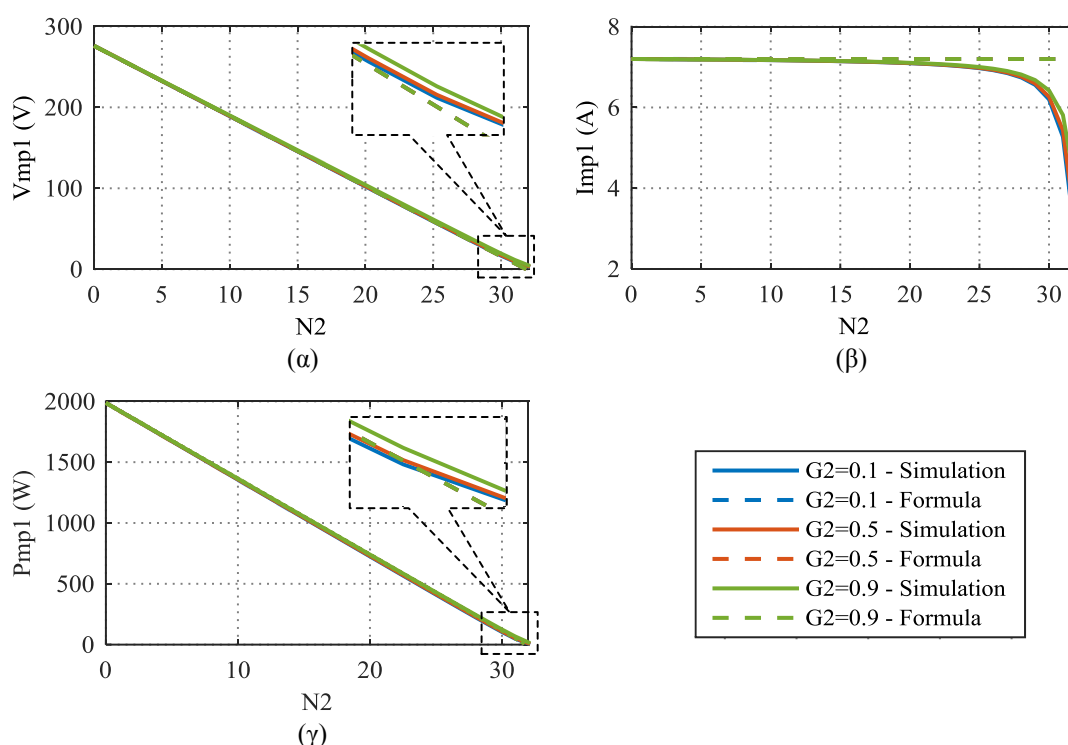 300
200
100
0
Vmp1 (V)
0 5 10 15 20 25 30
N2
(α)
8
6
4
2
Imp1 (A)
0 5 10 15 20 25 30
N2
(β)
2000
1500
1000
500
0
Pmp1 (W)
0 10 20 30
N2
(γ)
G2=0.1 - Simulation
G2=0.1 - Formula
G2=0.5 - Simulation
G2=0.5 - Formula
G2=0.9 - Simulation
G2=0.9 - Formula